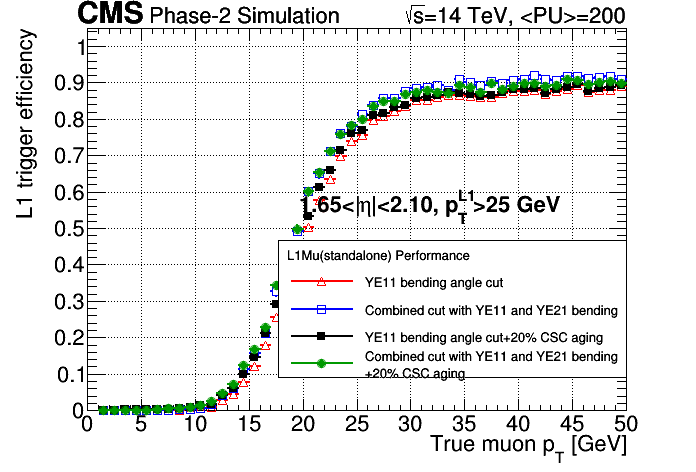 CMS Phase-2 Simulation √s=14 TeV, <PU>=200
L1 trigger efficiency
1
0.9
0.8
0.7
0.6
0.5
0.4
0.3
0.2
0.1
0
1.65<|η|<2.10, p_T^L1>25 GeV
L1Mu(standalone) Performance
YE11 bending angle cut
Combined cut with YE11 and YE21 bending
YE11 bending angle cut+20% CSC aging
Combined cut with YE11 and YE21 bending
+20% CSC aging
0 5 10 15 20 25 30 35 40 45 50
True muon p_T [GeV]